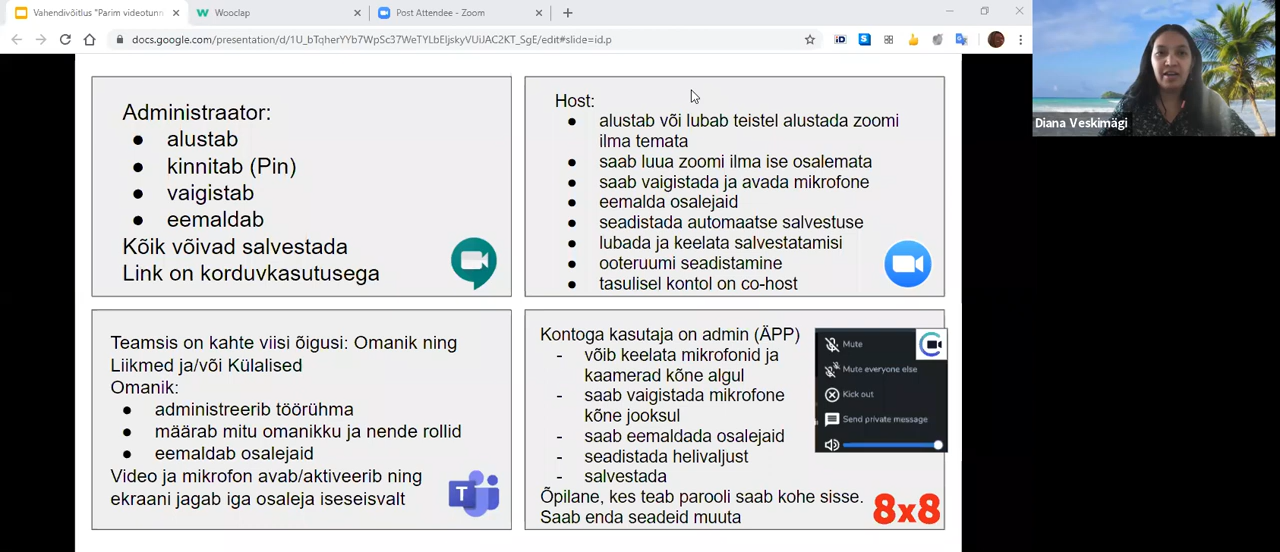 Vahendivõitlus "Parim videotunn
Wooclap
Post Attendee - Zoom
docs.google.com/presentation/d/1U_bTqherYYb7WpSc37WeTYLbEljskyVUiJAC2KT_SgE/edit#slide=id.p
Diana Veskimägi
Administraator:
● alustab
● kinnitab (Pin)
● vaigistab
● eemaldab
Kõik võivad salvestada
Link on korduvkasutusega
Host:
● alustab või lubab teistel alustada zoomi
ilma temata
● saab luua zoomi ilma ise osalemata
● saab vaigistada ja avada mikrofone
● eemalda osalejaid
● seadistada automaatse salvestuse
● lubada ja keelata salvestatamisi
● ooteruumi seadistamine
● tasulisel kontol on co-host
Teamsis on kahte viisi õigusi: Omanik ning
Liikmed ja/või Külalised
Omanik:
● administreerib töörühma
● määrab mitu omanikku ja nende rollid
● eemaldab osalejaid
Video ja mikrofon avab/aktiveerib ning
ekraani jagab iga osaleja iseseisvalt
T
Kontoga kasutaja on admin (ÄPP)
- võib keelata mikrofonid ja
kaamerad kõne algul
- saab vaigistada mikrofone
kõne jooksul
- saab eemaldada osalejaid
- seadistada helivaljust
- salvestada
Õpilane, kes teab parooli saab kohe sisse.
Saab enda seadeid muuta
Mute
Mute everyone else
Kick out
Send private message
8x8